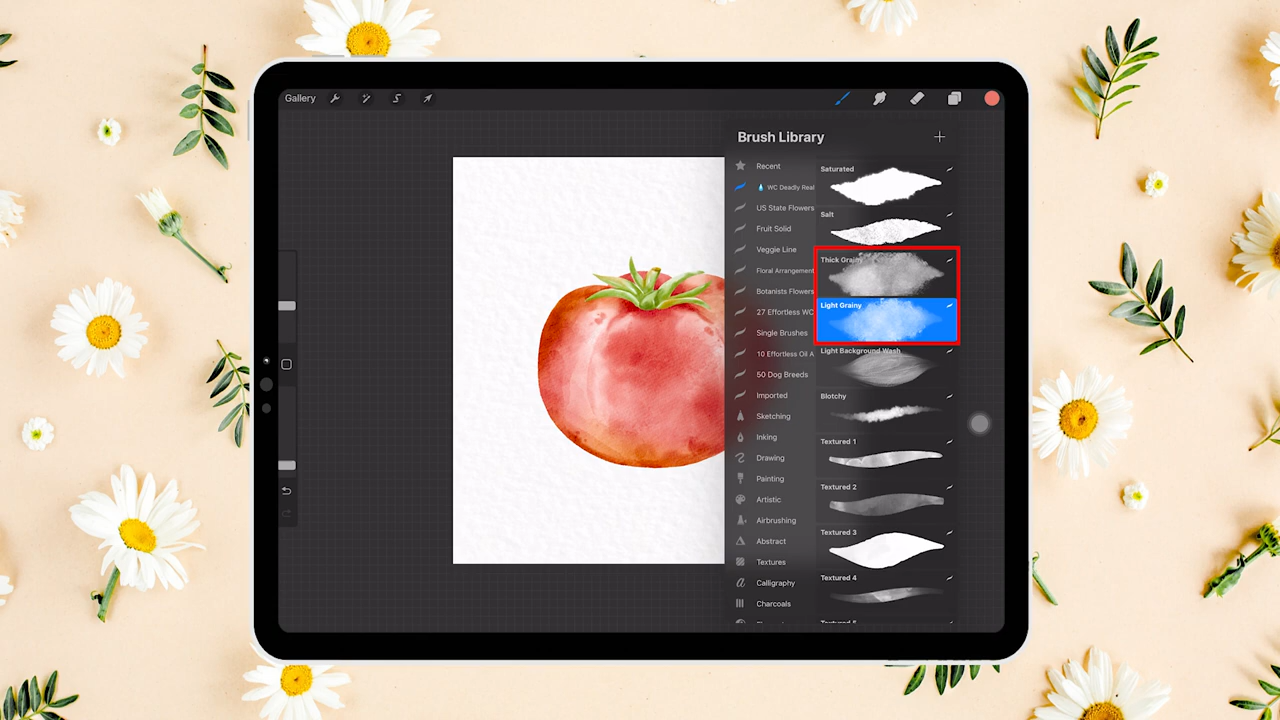 Gallery
Brush Library
Recent
WC Deadly Real
US State Flowers
Fruit Solid
Veggie Line
Floral Arrangement
Botanists Flowers
27 Effortless WC
Single Brushes
10 Effortless Oil A
50 Dog Breeds
Imported
Sketching
Inking
Drawing
Painting
Artistic
Airbrushing
Abstract
Textures
Calligraphy
Charcoals
Saturated
Salt
Thick Grainy
Light Grainy
Light Background Wash
Blotchy
Textured 1
Textured 2
Textured 3
Textured 4